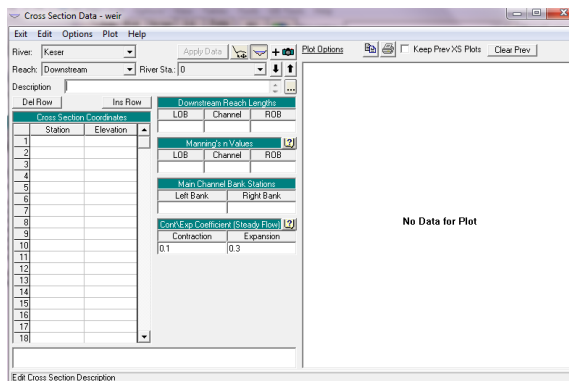 Cross Section Data - weir
Exit Edit Options Plot Help
River: Keser Apply Data
Plot Options Keep Prev XS Plots Clear Prev
Reach: Downstream River Sta.: 0
Description ...
Del Row Ins Row
Cross Section Coordinates
Station Elevation
1
2
3
4
5
6
7
8
9
10
11
12
13
14
15
16
17
18
Downstream Reach Lengths
LOB Channel ROB
Manning's n Values ?
LOB Channel ROB
Main Channel Bank Stations
Left Bank Right Bank
Cont\Exp Coefficient (Steady Flow) ?
Contraction Expansion
0.1 0.3
No Data for Plot
Edit Cross Section Description